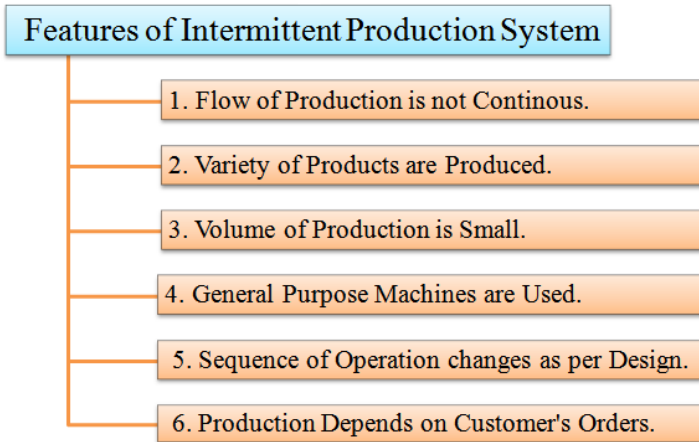 Features of Intermittent Production System
1. Flow of Production is not Continous.
2. Variety of Products are Produced.
3. Volume of Production is Small.
4. General Purpose Machines are Used.
5. Sequence of Operation changes as per Design.
6. Production Depends on Customer's Orders.